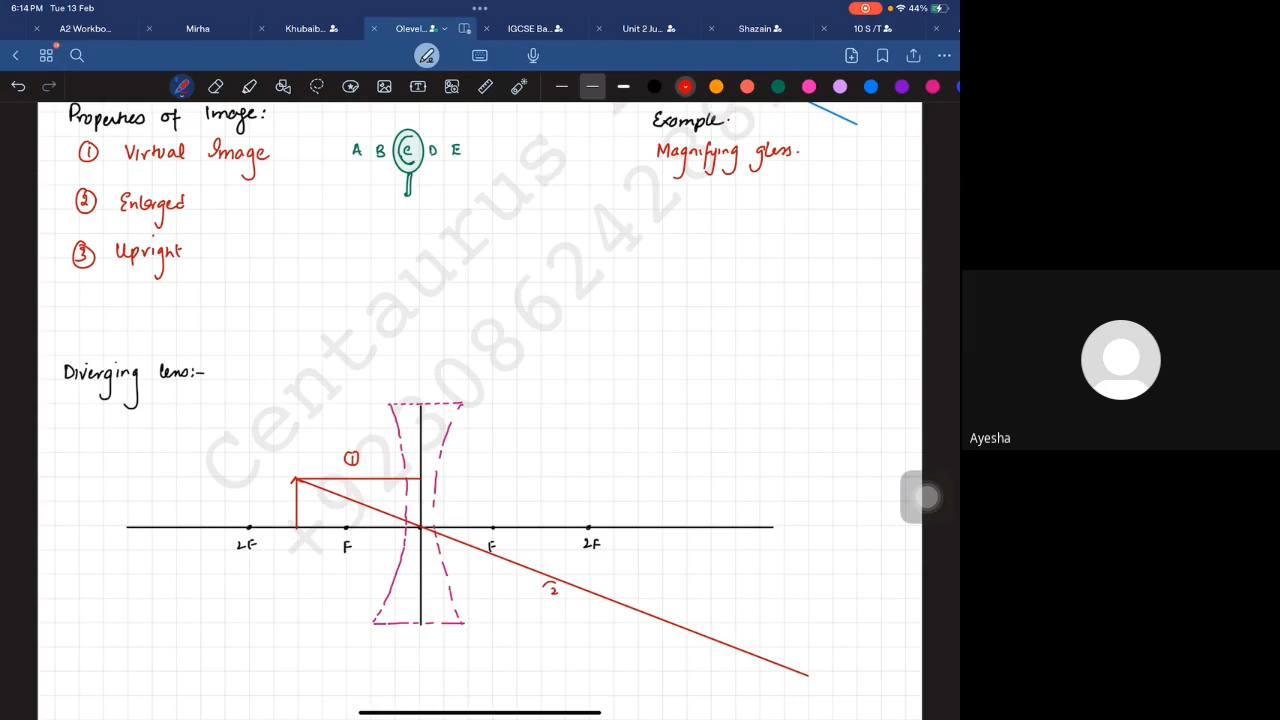 6:14 PM Tue 13 Feb
44%
A2 Workbo...
Mirha
Khubaib...
Olevel
IGCSE Ba...
Unit 2 Ju...
Shazain
10 S /T
Properties of Image:
① Virtual Image
② Enlarged
③ Upright
A B C D E
Example.
Magnifying glass.
Diverging lens:-
①
2F
F
F
2F
2
Centaurus
+923086242
Ayesha